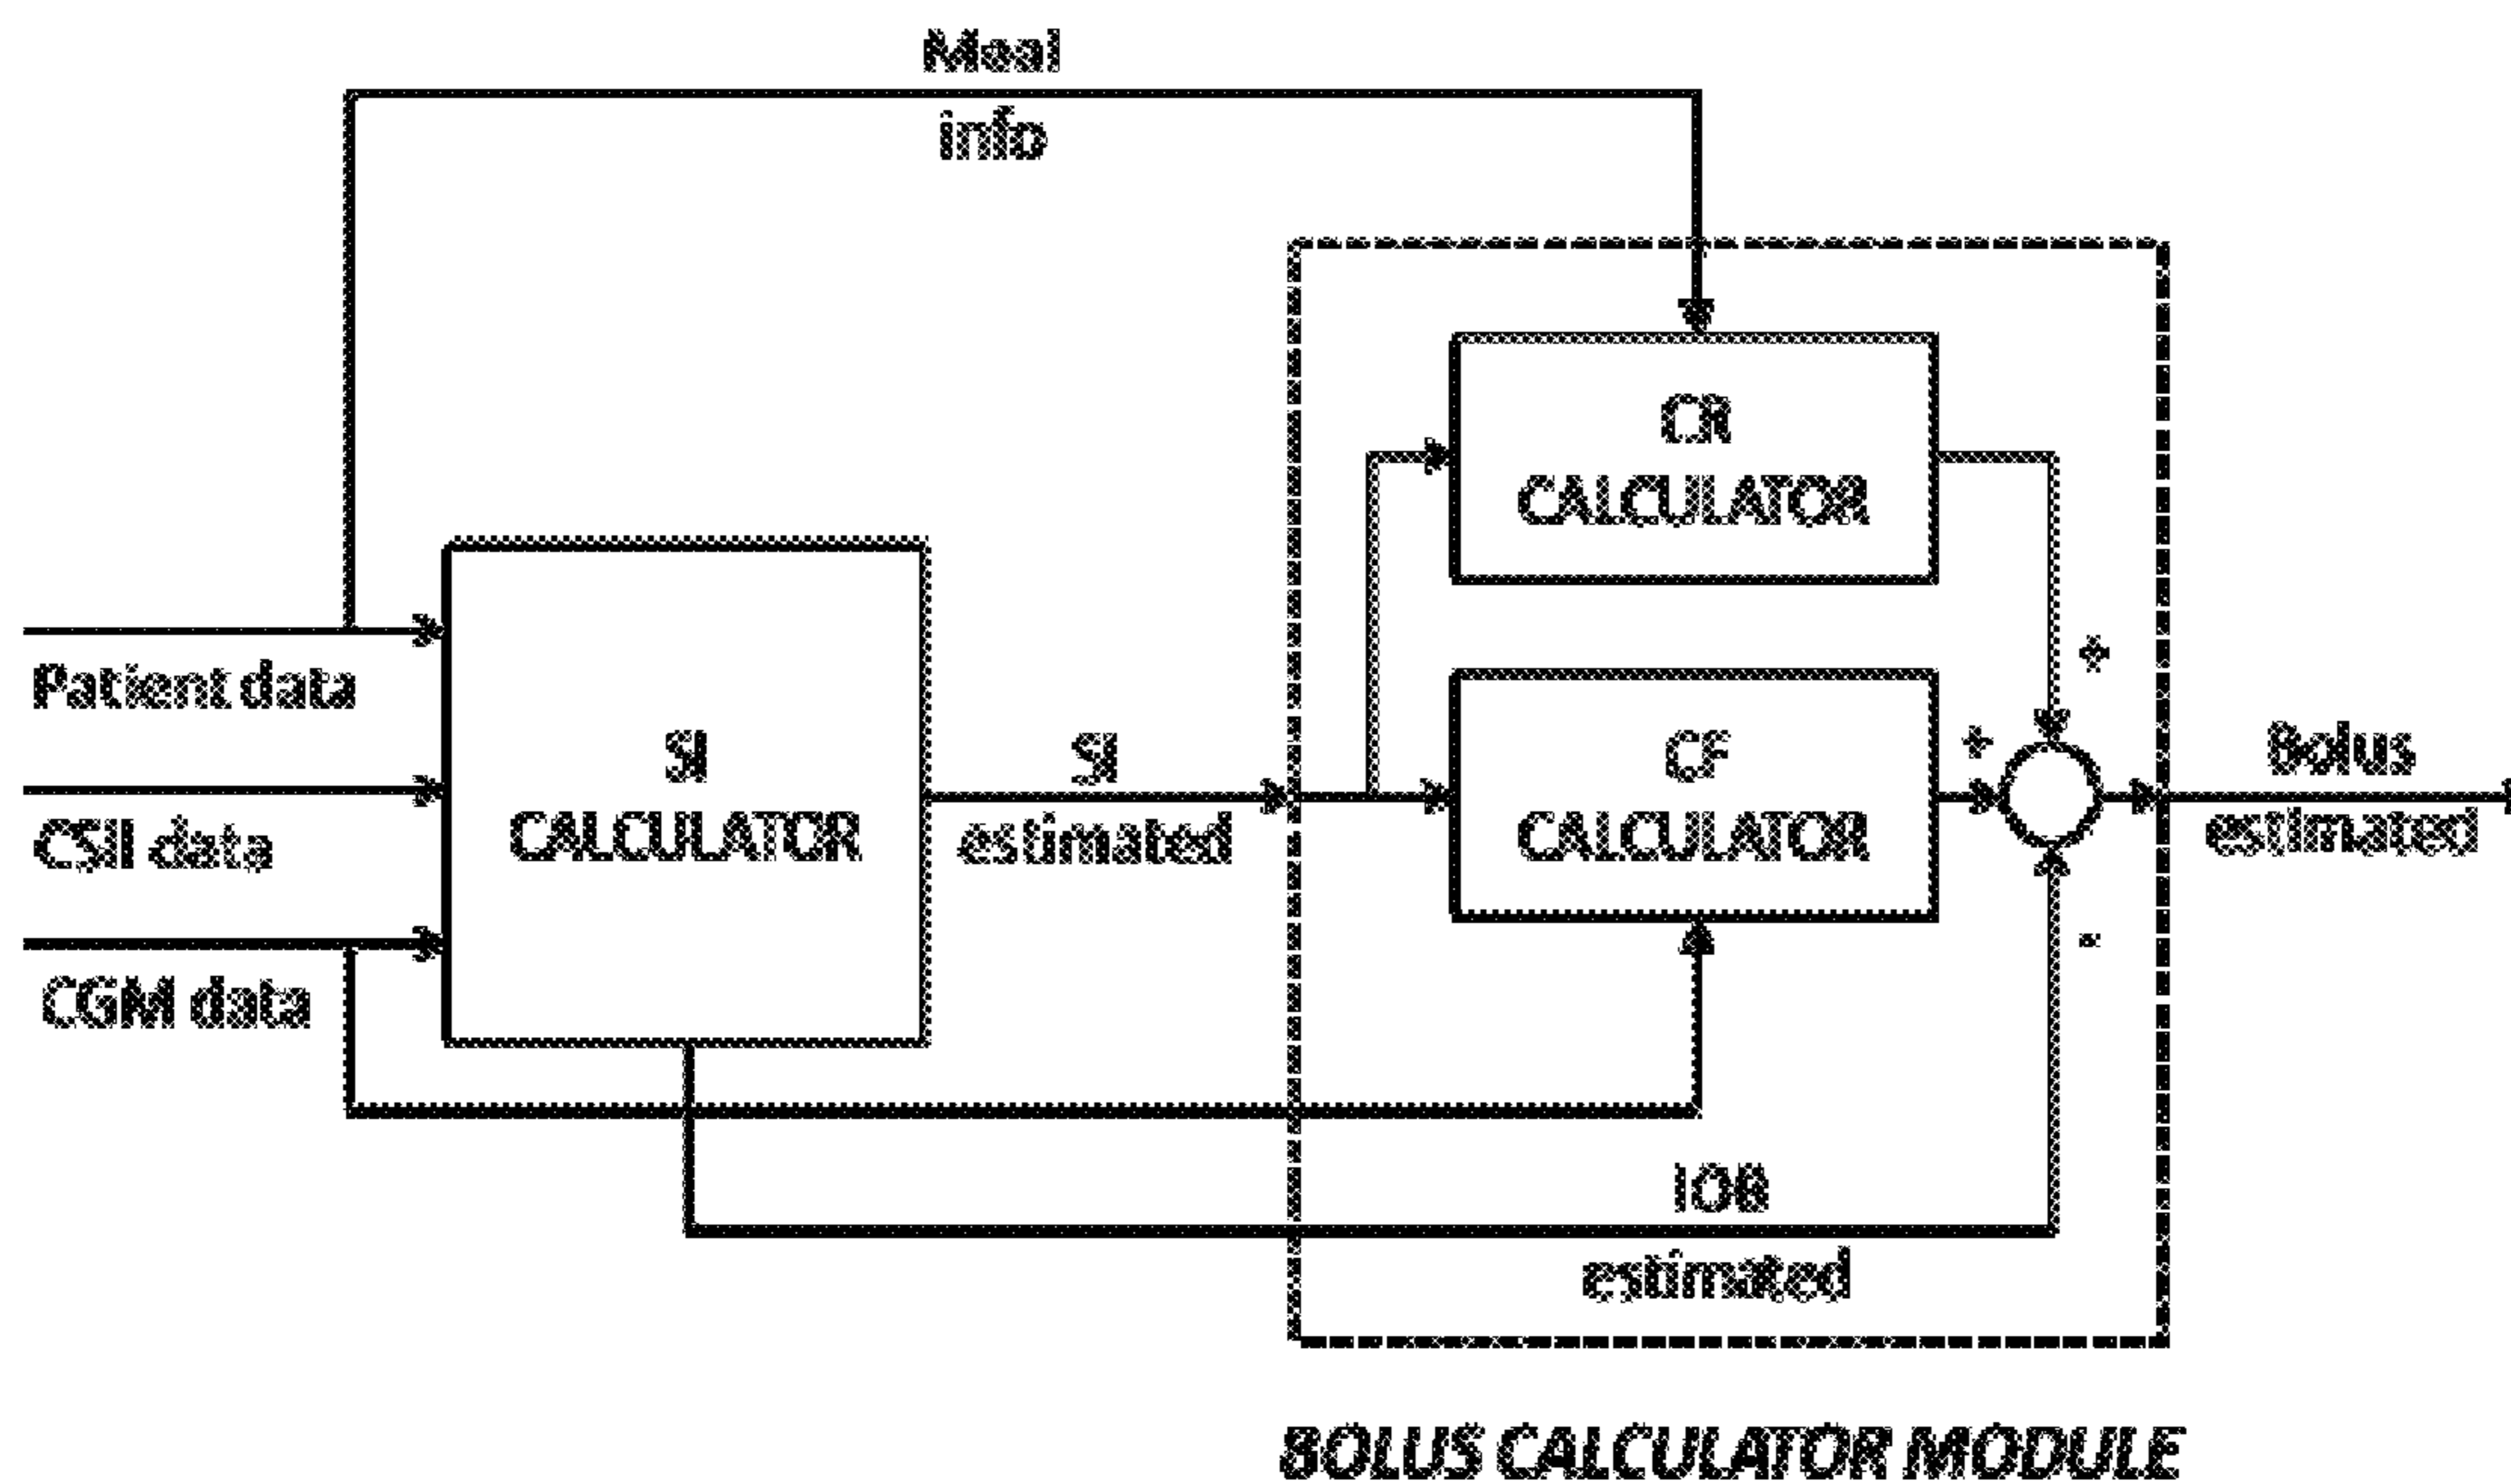 Meal
info
CR
CALCULATOR
+
Patient data
SI
CALCULATOR
SI
estimated
CF
CALCULATOR
+
Bolus
estimated
CSII data
-
CGM data
IOB
estimated
BOLUS CALCULATOR MODULE